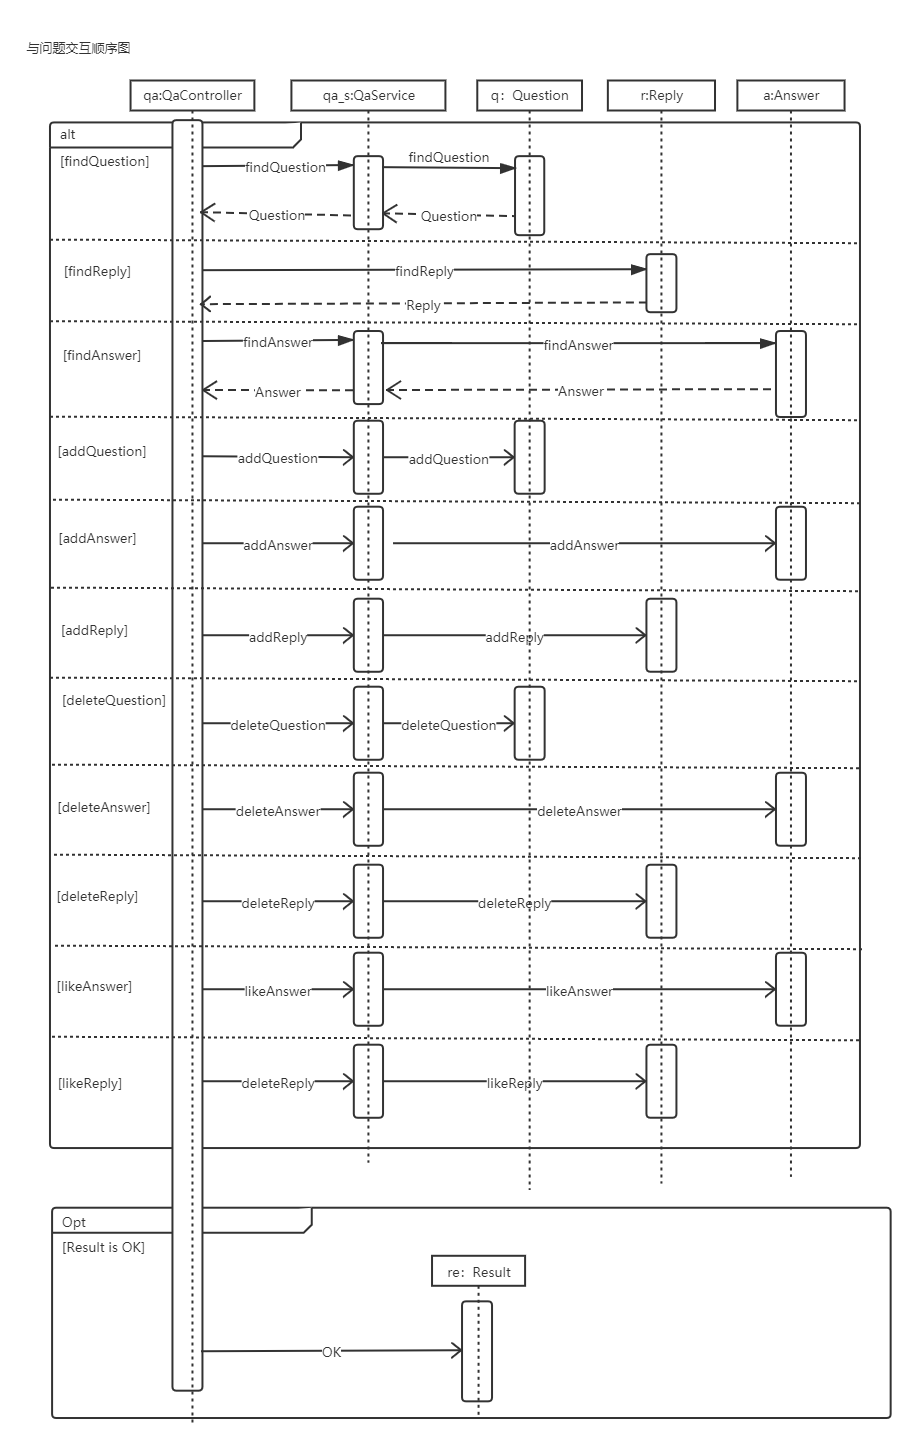 与问题交互顺序图
qa:QaController
qa_s:QaService
q：Question
r:Reply
a:Answer
alt
[findQuestion]
findQuestion
findQuestion
Question
Question
[findReply]
findReply
Reply
[findAnswer]
findAnswer
findAnswer
Answer
Answer
[addQuestion]
addQuestion
addQuestion
[addAnswer]
addAnswer
addAnswer
[addReply]
addReply
addReply
[deleteQuestion]
deleteQuestion
deleteQuestion
[deleteAnswer]
deleteAnswer
deleteAnswer
[deleteReply]
deleteReply
deleteReply
[likeAnswer]
likeAnswer
likeAnswer
[likeReply]
deleteReply
likeReply
Opt
[Result is OK]
re：Result
OK